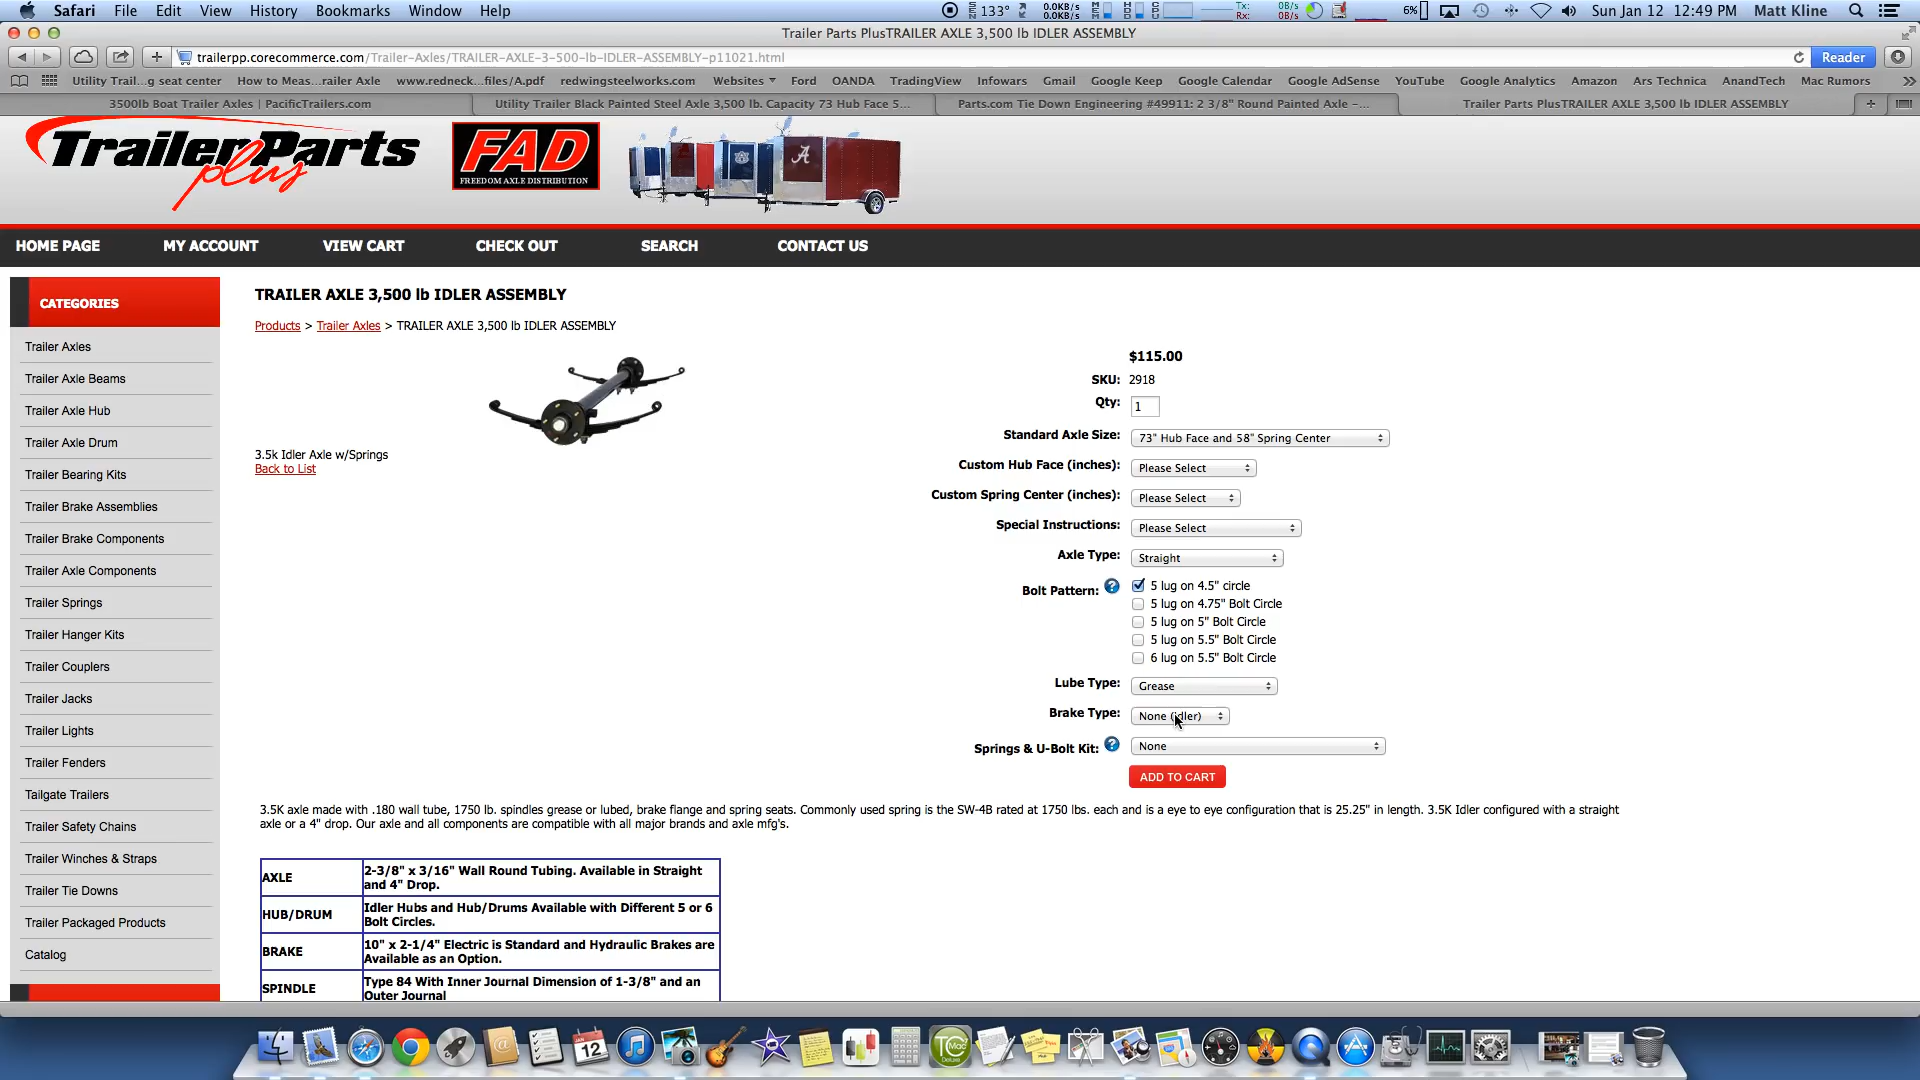 Safari File Edit View History Bookmarks Window Help 133° 0.0KB/s 0.0KB/s Tx: Rx: 0B/s 0B/s 6% Sun Jan 12 12:49 PM Matt Kline
Trailer Parts PlusTRAILER AXLE 3,500 lb IDLER ASSEMBLY
trailerpp.corecommerce.com/Trailer-Axles/TRAILER-AXLE-3-500-lb-IDLER-ASSEMBLY-p11021.html Reader
Utility Trail...g seat center How to Meas...railer Axle www.redneck...files/A.pdf redwingsteelworks.com Websites Ford OANDA TradingView Infowars Gmail Google Keep Google Calendar Google AdSense YouTube Google Analytics Amazon Ars Technica AnandTech Mac Rumors
3500lb Boat Trailer Axles | PacificTrailers.com Utility Trailer Black Painted Steel Axle 3,500 lb. Capacity 73 Hub Face 5... Parts.com Tie Down Engineering #49911: 2 3/8" Round Painted Axle –... Trailer Parts PlusTRAILER AXLE 3,500 lb IDLER ASSEMBLY
TrailerParts
plus
FAD
FREEDOM AXLE DISTRIBUTION
A
HOME PAGE MY ACCOUNT VIEW CART CHECK OUT SEARCH CONTACT US
CATEGORIES
Trailer Axles
Trailer Axle Beams
Trailer Axle Hub
Trailer Axle Drum
Trailer Bearing Kits
Trailer Brake Assemblies
Trailer Brake Components
Trailer Axle Components
Trailer Springs
Trailer Hanger Kits
Trailer Couplers
Trailer Jacks
Trailer Lights
Trailer Fenders
Tailgate Trailers
Trailer Safety Chains
Trailer Winches & Straps
Trailer Tie Downs
Trailer Packaged Products
Catalog
TRAILER AXLE 3,500 lb IDLER ASSEMBLY
Products > Trailer Axles > TRAILER AXLE 3,500 lb IDLER ASSEMBLY
3.5k Idler Axle w/Springs
Back to List
$115.00
SKU: 2918
Qty: 1
Standard Axle Size: 73" Hub Face and 58" Spring Center
Custom Hub Face (inches): Please Select
Custom Spring Center (inches): Please Select
Special Instructions: Please Select
Axle Type: Straight
Bolt Pattern: ? 5 lug on 4.5" circle
5 lug on 4.75" Bolt Circle
5 lug on 5" Bolt Circle
5 lug on 5.5" Bolt Circle
6 lug on 5.5" Bolt Circle
Lube Type: Grease
Brake Type: None (idler)
Springs & U-Bolt Kit: ? None
ADD TO CART
3.5K axle made with .180 wall tube, 1750 lb. spindles grease or lubed, brake flange and spring seats. Commonly used spring is the SW-4B rated at 1750 lbs. each and is a eye to eye configuration that is 25.25" in length. 3.5K Idler configured with a straight
axle or a 4" drop. Our axle and all components are compatible with all major brands and axle mfg's.
AXLE 2-3/8" x 3/16" Wall Round Tubing. Available in Straight
and 4" Drop.
HUB/DRUM Idler Hubs and Hub/Drums Available with Different 5 or 6
Bolt Circles.
BRAKE 10" x 2-1/4" Electric is Standard and Hydraulic Brakes are
Available as an Option.
SPINDLE Type 84 With Inner Journal Dimension of 1-3/8" and an
Outer Journal
JAN
12